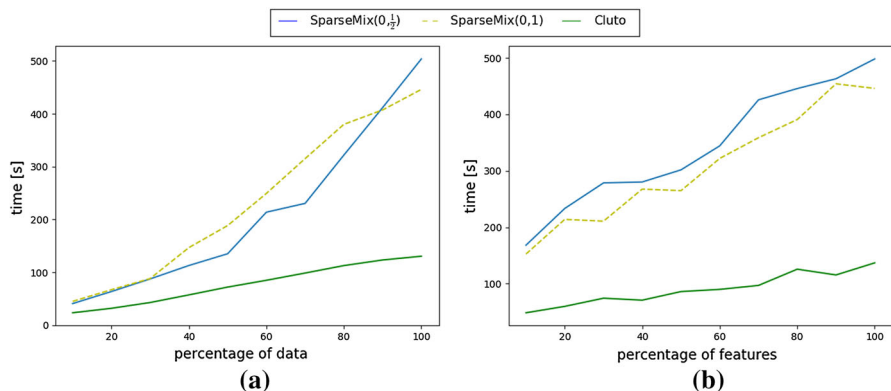 SparseMix(0,½) SparseMix(0,1) Cluto
500
400
300
200
100
0
time [s]
20 40 60 80 100
percentage of data
(a)
500
400
300
200
100
time [s]
20 40 60 80 100
percentage of features
(b)